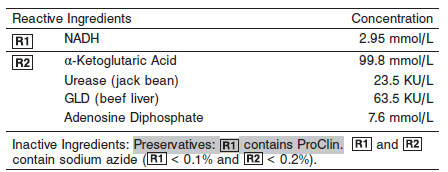 Reactive Ingredients Concentration
R1 NADH 2.95 mmol/L
R2 α-Ketoglutaric Acid 99.8 mmol/L
Urease (jack bean) 23.5 KU/L
GLD (beef liver) 63.5 KU/L
Adenosine Diphosphate 7.6 mmol/L
Inactive Ingredients: Preservatives: R1 contains ProClin. R1 and R2
contain sodium azide (R1 < 0.1% and R2 < 0.2%).